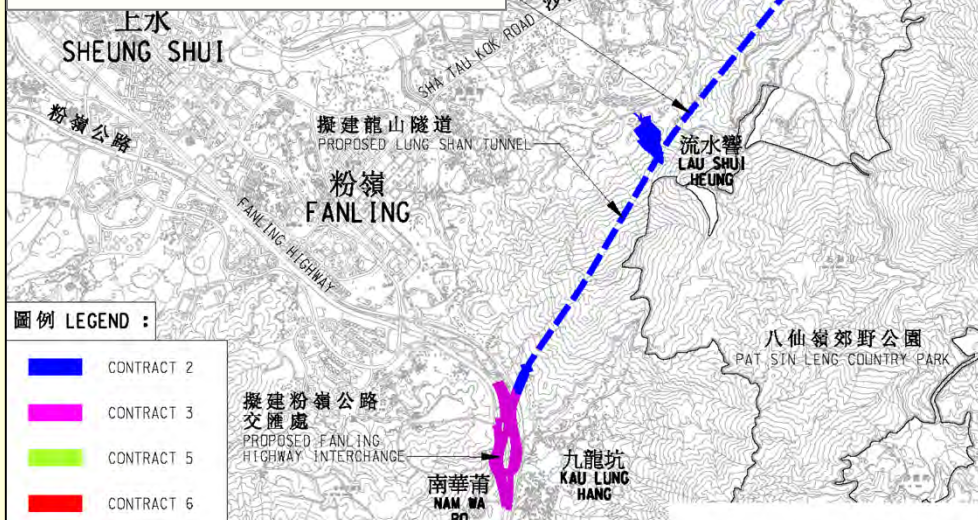 上水
SHEUNG SHUI
SHA TAU KOK ROAD
粉嶺公路
擬建龍山隧道
PROPOSED LUNG SHAN TUNNEL
流水響
LAU SHUI
HEUNG
粉嶺
FANLING
FANLING HIGHWAY
圖例 LEGEND :
CONTRACT 2
CONTRACT 3
CONTRACT 5
CONTRACT 6
八仙嶺郊野公園
PAT SIN LENG COUNTRY PARK
擬建粉嶺公路
交匯處
PROPOSED FANLING
HIGHWAY INTERCHANGE
九龍坑
KAU LUNG
HANG
南華莆
NAM WA
PO